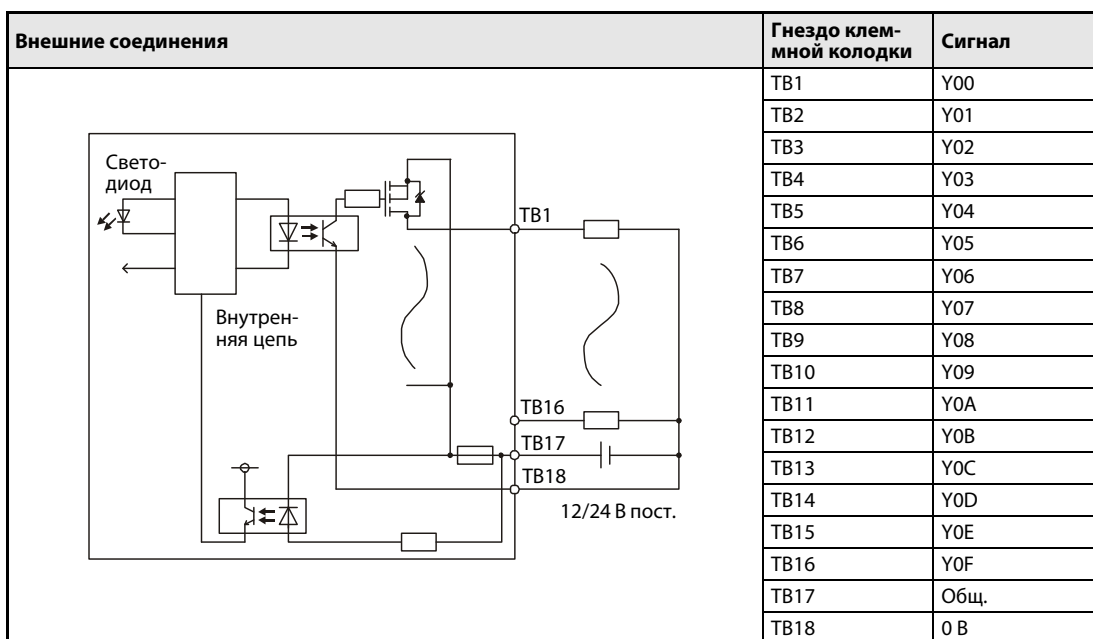 Внешние соединения
Гнездо клем-
мной колодки
Сигнал
Свето-
диод
Внутрен-
няя цепь
TB1
TB16
TB17
TB18
12/24 В пост.
TB1 Y00
TB2 Y01
TB3 Y02
TB4 Y03
TB5 Y04
TB6 Y05
TB7 Y06
TB8 Y07
TB9 Y08
TB10 Y09
TB11 Y0A
TB12 Y0B
TB13 Y0C
TB14 Y0D
TB15 Y0E
TB16 Y0F
TB17 Общ.
TB18 0 В